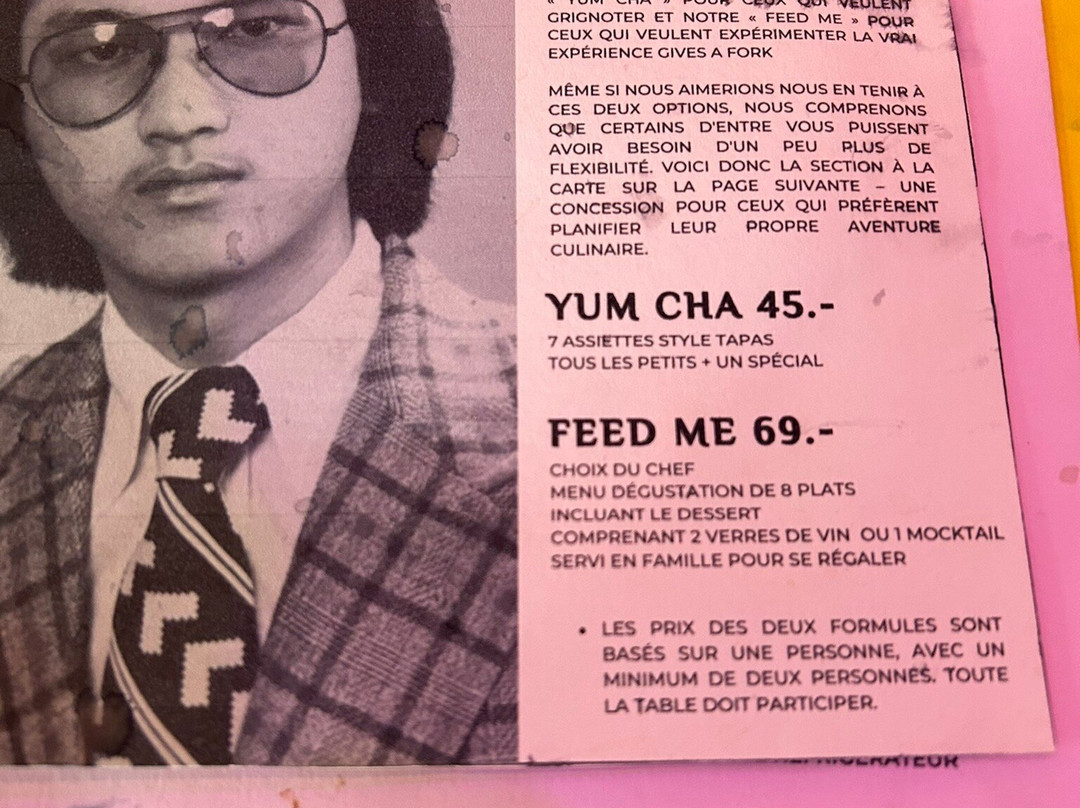 « YUM CHA » POUR CEUX QUI VEULENT
GRIGNOTER ET NOTRE « FEED ME » POUR
CEUX QUI VEULENT EXPÉRIMENTER LA VRAI
EXPÉRIENCE GIVES A FORK
MÊME SI NOUS AIMERIONS NOUS EN TENIR À
CES DEUX OPTIONS, NOUS COMPRENONS
QUE CERTAINS D'ENTRE VOUS PUISSENT
AVOIR BESOIN D'UN PEU PLUS DE
FLEXIBILITÉ. VOICI DONC LA SECTION À LA
CARTE SUR LA PAGE SUIVANTE – UNE
CONCESSION POUR CEUX QUI PRÉFÈRENT
PLANIFIER LEUR PROPRE AVENTURE
CULINAIRE.
YUM CHA 45.-
7 ASSIETTES STYLE TAPAS
TOUS LES PETITS + UN SPÉCIAL
FEED ME 69.-
CHOIX DU CHEF
MENU DÉGUSTATION DE 8 PLATS
INCLUANT LE DESSERT
COMPRENANT 2 VERRES DE VIN OU 1 MOCKTAIL
SERVI EN FAMILLE POUR SE RÉGALER
• LES PRIX DES DEUX FORMULES SONT
BASÉS SUR UNE PERSONNE, AVEC UN
MINIMUM DE DEUX PERSONNES. TOUTE
LA TABLE DOIT PARTICIPER.